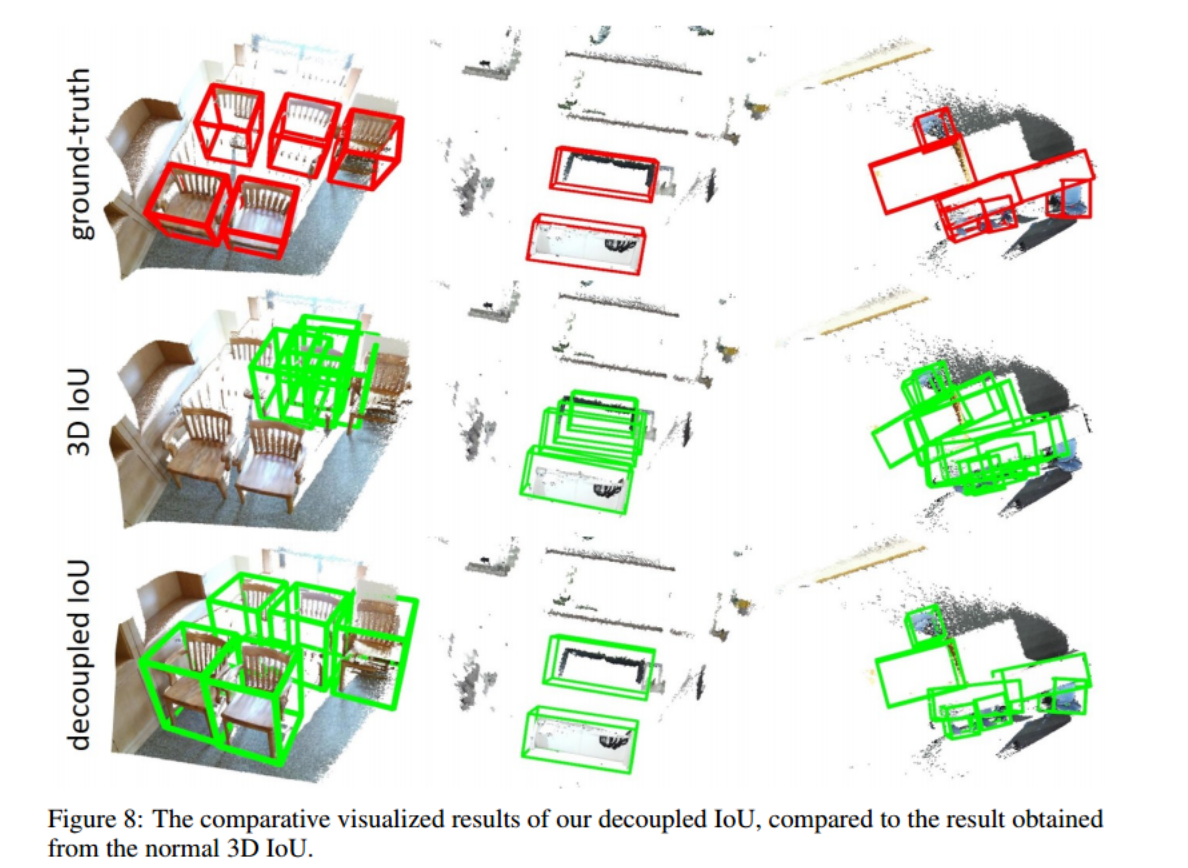 ground-truth
3D IoU
decoupled IoU
Figure 8: The comparative visualized results of our decoupled IoU, compared to the result obtained
from the normal 3D IoU.